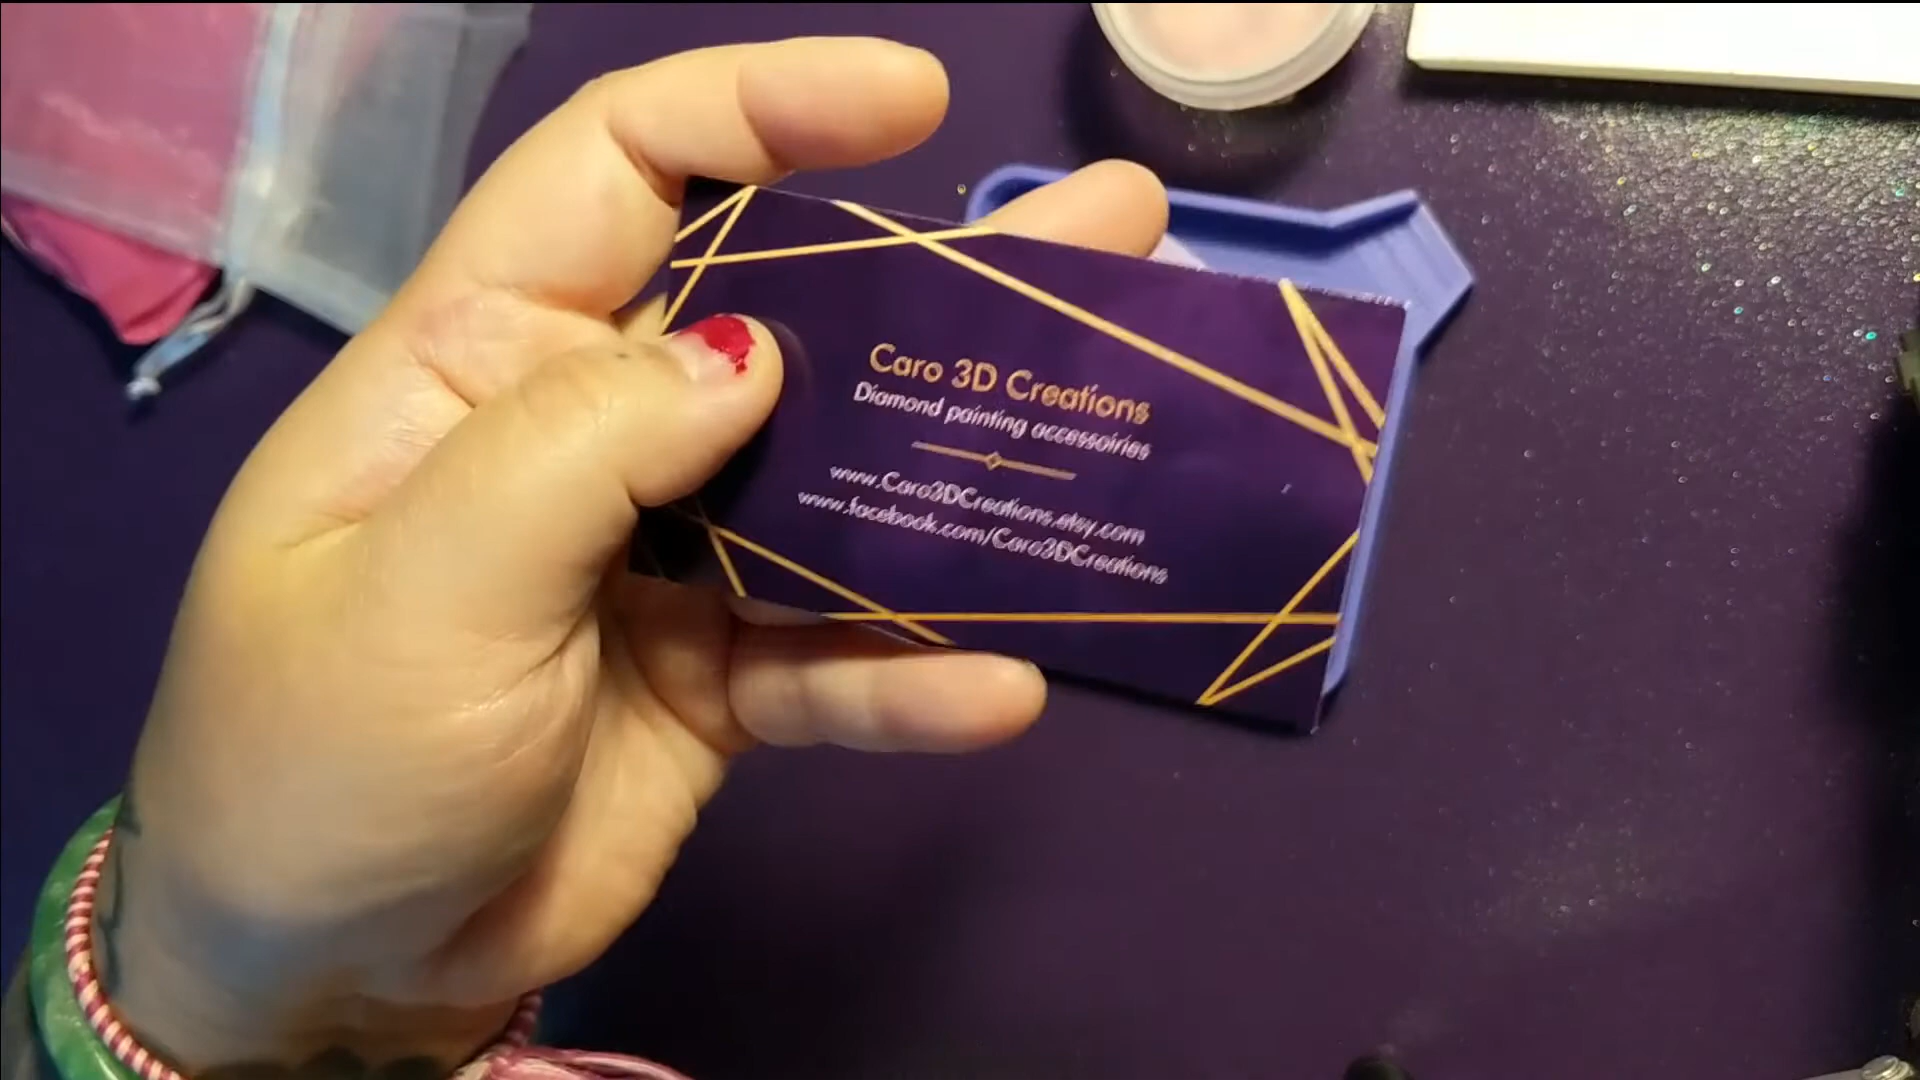 Caro 3D Creations
Diamond painting accessoiries
www.Caro3DCreations.etsy.com
www.facebook.com/Caro3DCreations